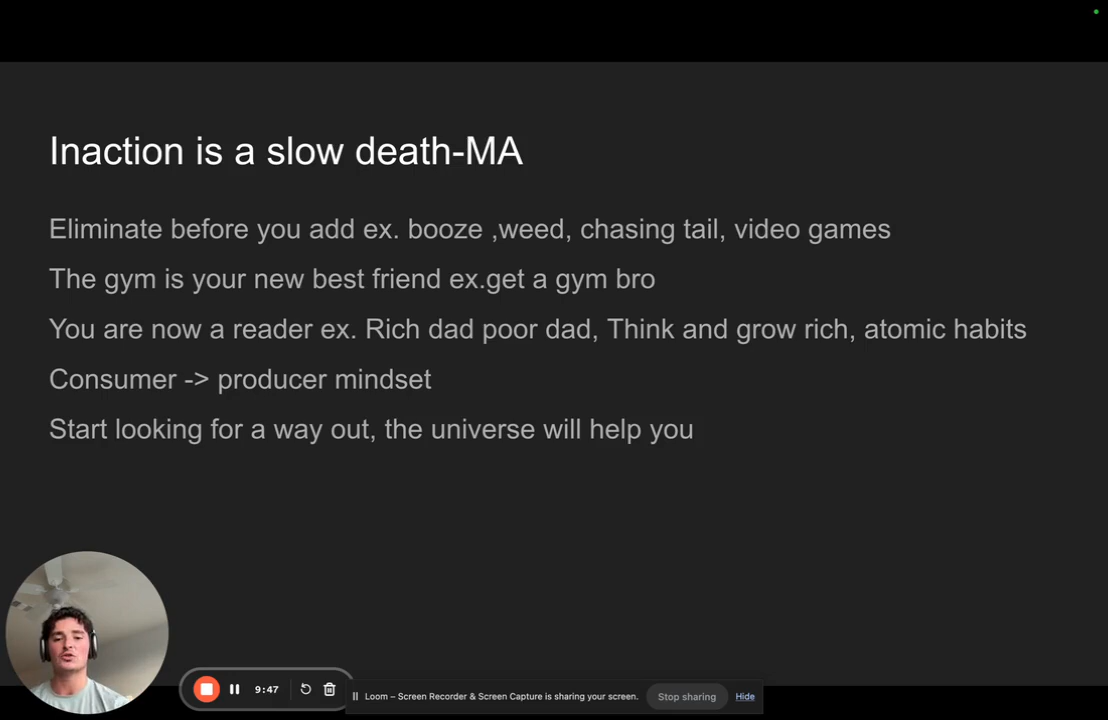 Inaction is a slow death-MA
Eliminate before you add ex. booze ,weed, chasing tail, video games
The gym is your new best friend ex.get a gym bro
You are now a reader ex. Rich dad poor dad, Think and grow rich, atomic habits
Consumer -> producer mindset
Start looking for a way out, the universe will help you
9:47
Loom – Screen Recorder & Screen Capture is sharing your screen.
Stop sharing
Hide